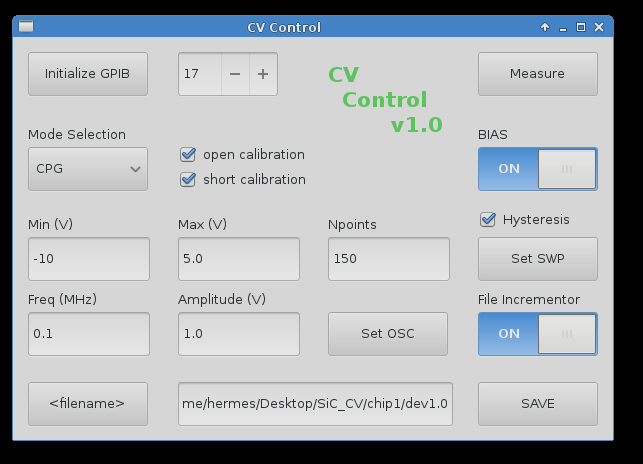 CV Control
Initialize GPIB
17
CV
Control
v1.0
Measure
Mode Selection
CPG
open calibration
short calibration
BIAS
ON
Min (V)
Max (V)
Npoints
Hysteresis
-10
5.0
150
Set SWP
Freq (MHz)
Amplitude (V)
File Incrementor
0.1
1.0
Set OSC
ON
<filename>
me/hermes/Desktop/SiC_CV/chip1/dev1.0
SAVE